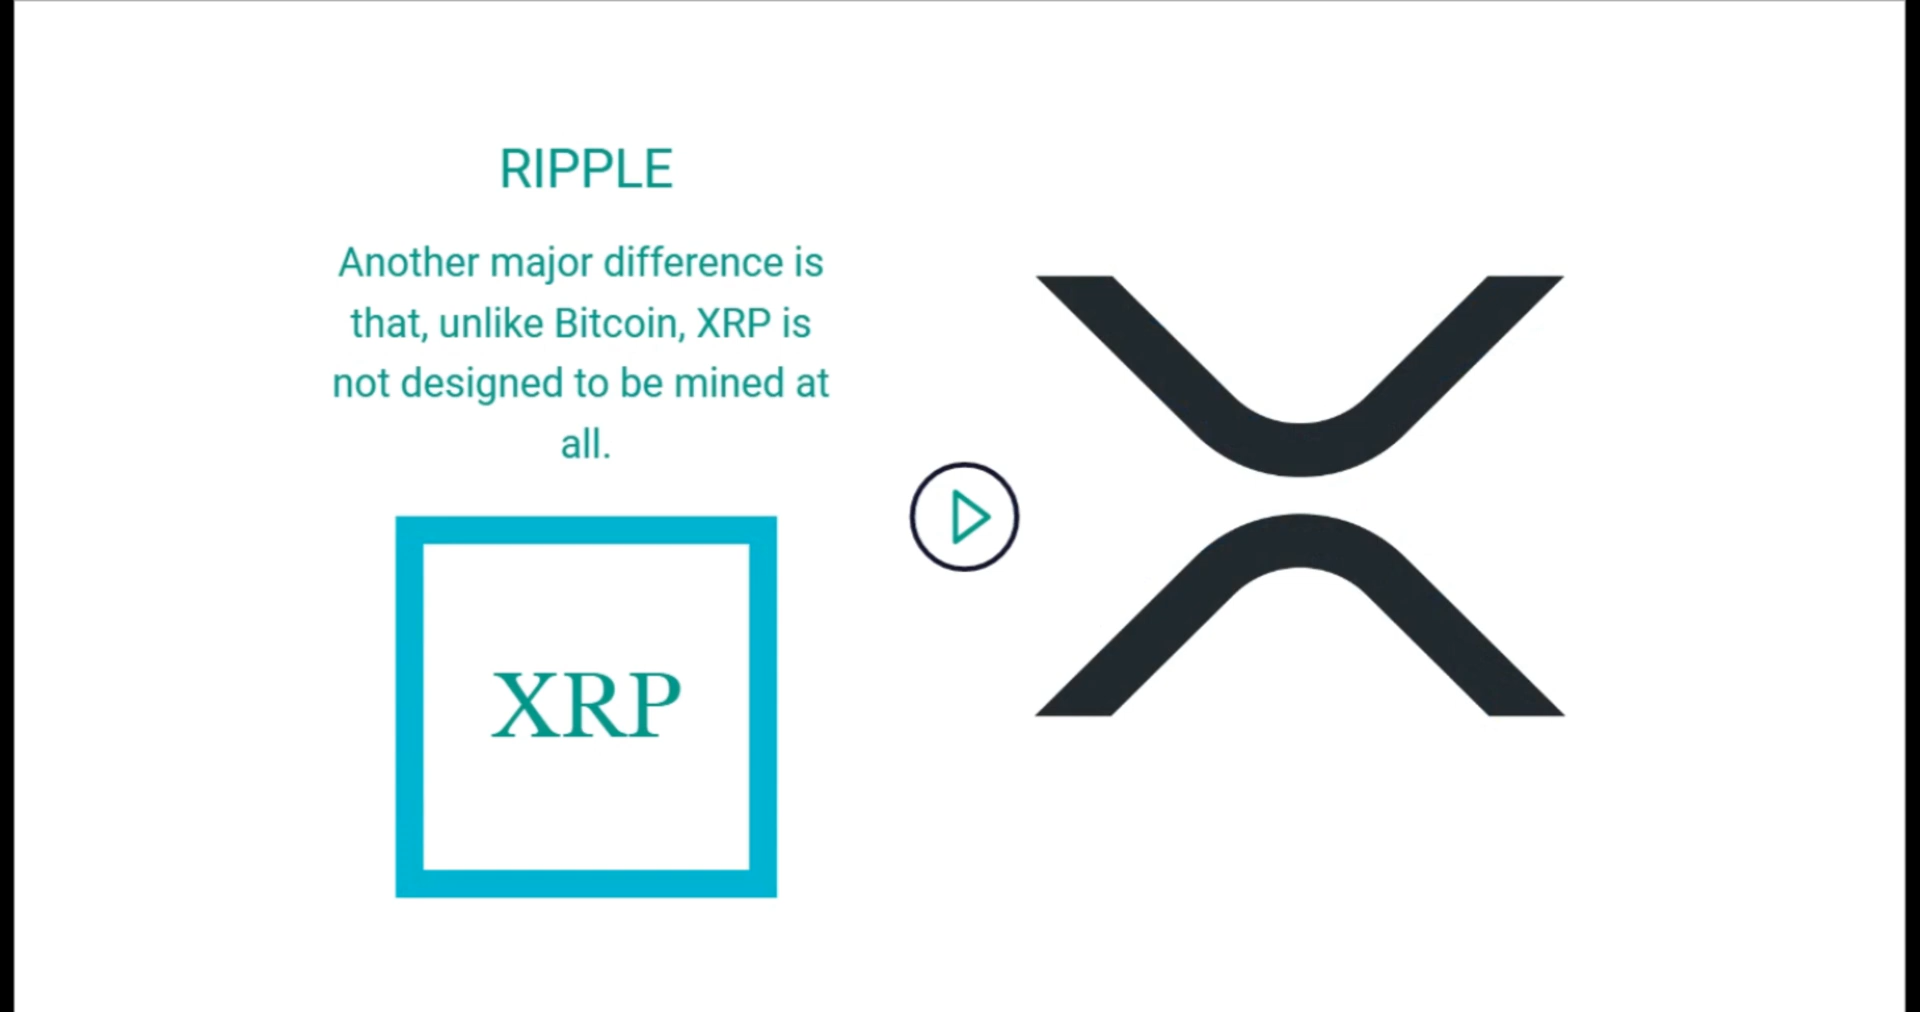 RIPPLE
Another major difference is
that, unlike Bitcoin, XRP is
not designed to be mined at
all.
XRP